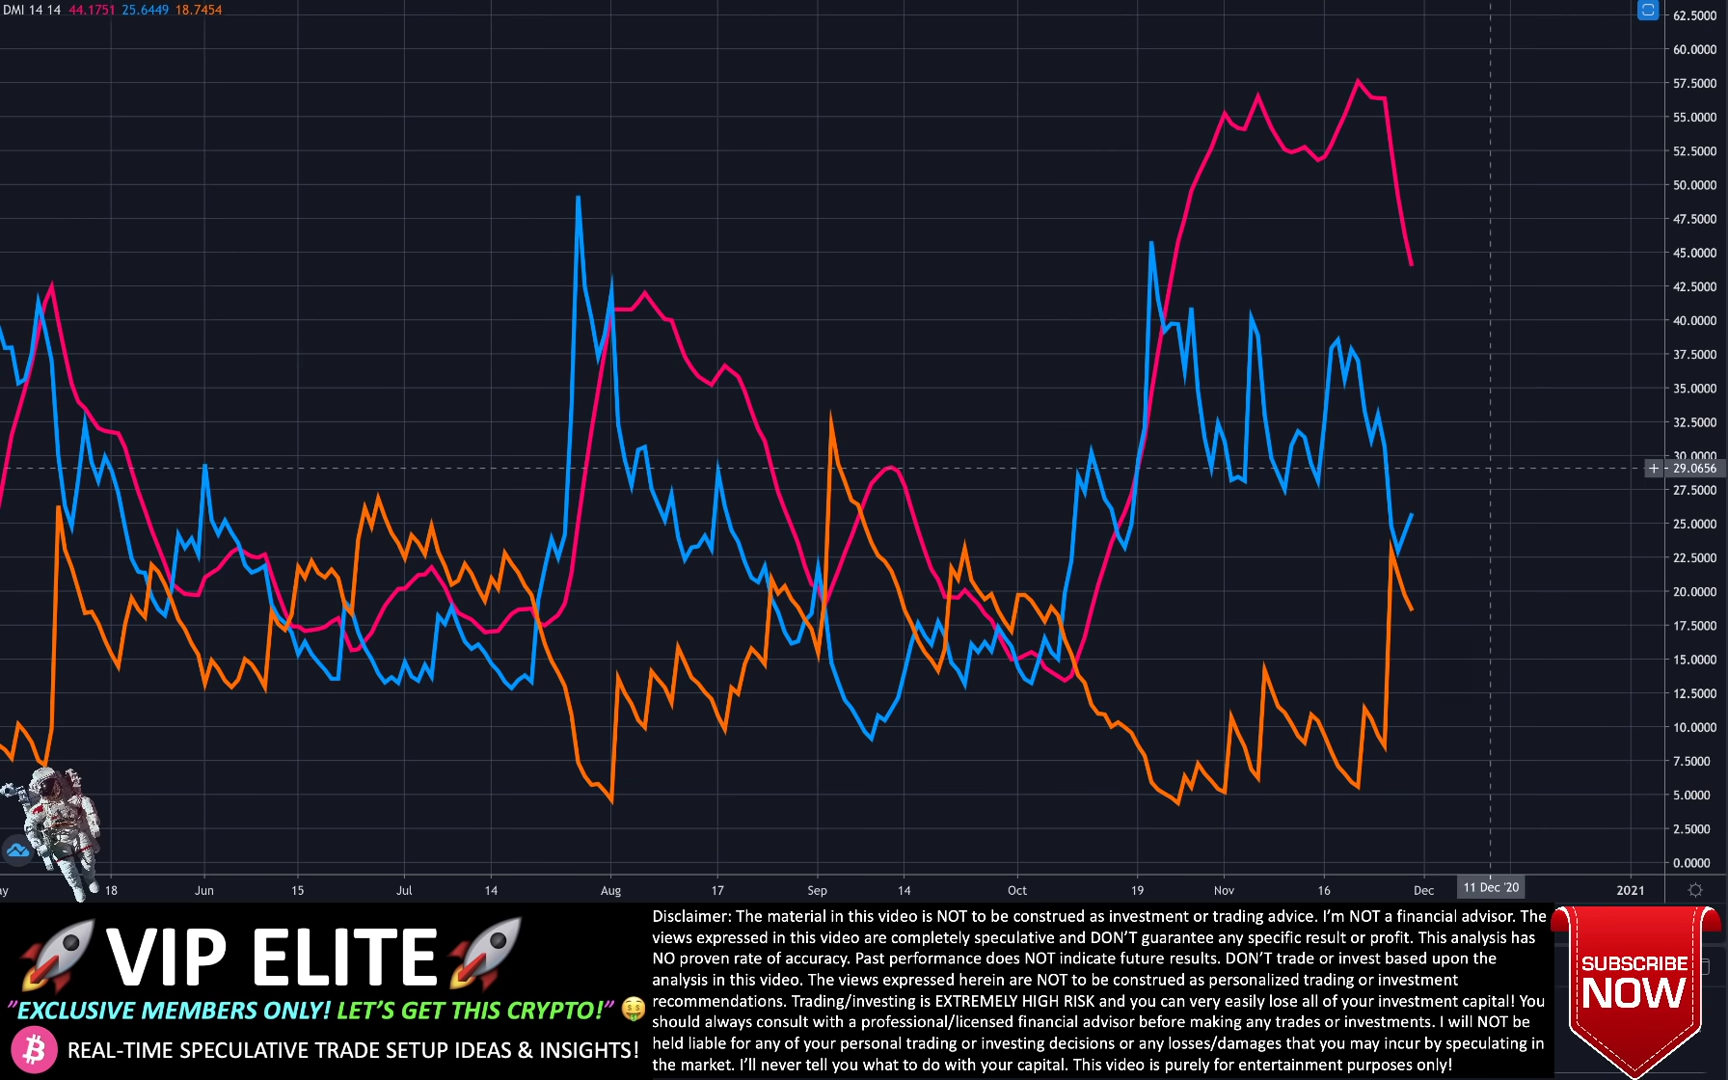 DMI 14 14 44.1751 25.6449 18.7454
62.5000
60.0000
57.5000
55.0000
52.5000
50.0000
47.5000
45.0000
42.5000
40.0000
37.5000
35.0000
32.5000
30.0000
29.0656
27.5000
25.0000
22.5000
20.0000
17.5000
15.0000
12.5000
10.0000
7.5000
5.0000
2.5000
0.0000
ay 18 Jun 15 Jul 14 Aug 17 Sep 14 Oct 19 Nov 16 Dec 11 Dec '20 2021
VIP ELITE
"EXCLUSIVE MEMBERS ONLY! LET'S GET THIS CRYPTO!"
REAL-TIME SPECULATIVE TRADE SETUP IDEAS & INSIGHTS!
Disclaimer: The material in this video is NOT to be construed as investment or trading advice. I'm NOT a financial advisor. The
views expressed in this video are completely speculative and DON'T guarantee any specific result or profit. This analysis has
NO proven rate of accuracy. Past performance does NOT indicate future results. DON'T trade or invest based upon the
analysis in this video. The views expressed herein are NOT to be construed as personalized trading or investment
recommendations. Trading/investing is EXTREMELY HIGH RISK and you can very easily lose all of your investment capital! You
should always consult with a professional/licensed financial advisor before making any trades or investments. I will NOT be
held liable for any of your personal trading or investing decisions or any losses/damages that you may incur by speculating in
the market. I'll never tell you what to do with your capital. This video is purely for entertainment purposes only!
SUBSCRIBE
NOW